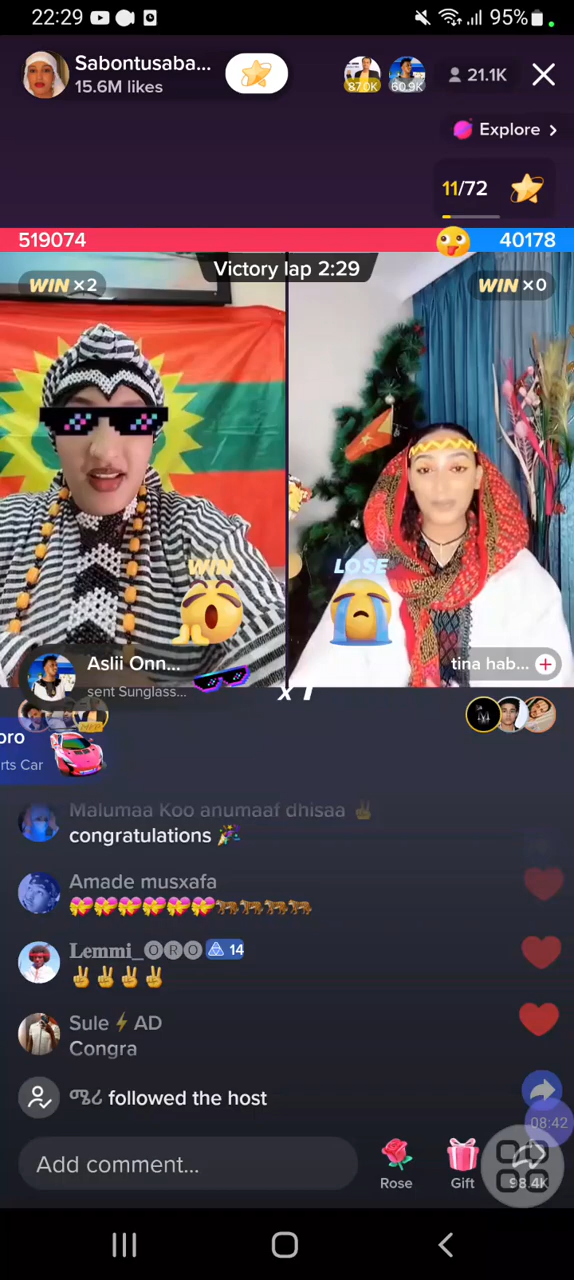 22:29
95%
Sabontusaba...
15.6M likes
87.0K
60.9K
21.1K
Explore
11/72
519074
40178
Victory lap 2:29
WIN ×2
WIN ×0
WIN
LOSE
Aslii Onn...
sent Sunglass...
tina hab...
x 1
oro
rts Car
Malumaa Koo anumaaf dhisaa ✌
congratulations 🎉
Amade musxafa
💝💝💝💝💝💝🐅🐅🐅🐅
Lemmi_ⓄⓇⓄ 14
✌✌✌✌
Sule⚡AD
Congra
ሜሪ followed the host
08:42
Add comment...
Rose
Gift
98.4K